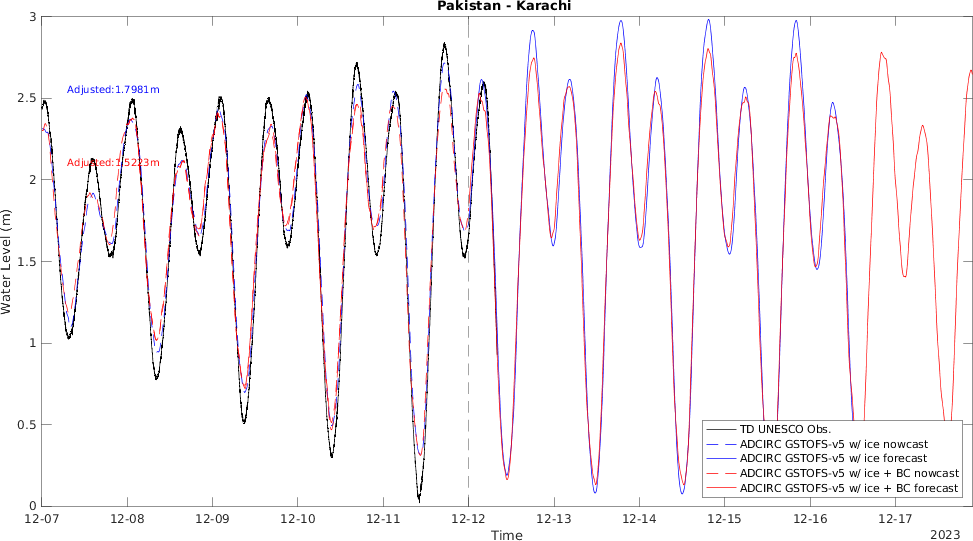 Pakistan - Karachi
3
2.5
2
1.5
1
0.5
0
Water Level (m)
Adjusted:1.7981m
Adjusted:1.5223m
TD UNESCO Obs.
ADCIRC GSTOFS-v5 w/ ice nowcast
ADCIRC GSTOFS-v5 w/ ice forecast
ADCIRC GSTOFS-v5 w/ ice + BC nowcast
ADCIRC GSTOFS-v5 w/ ice + BC forecast
12-07 12-08 12-09 12-10 12-11 12-12 12-13 12-14 12-15 12-16 12-17
Time
2023